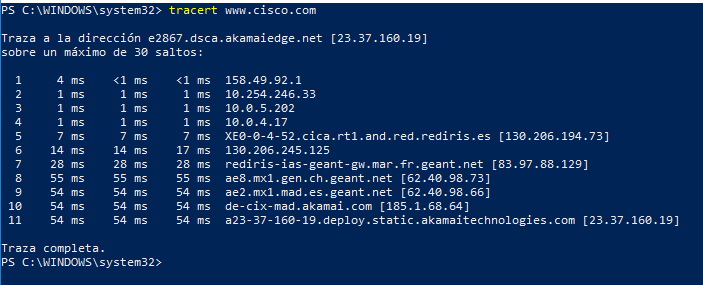 PS C:\WINDOWS\system32> tracert www.cisco.com
Traza a la dirección e2867.dsca.akamaiedge.net [23.37.160.19]
sobre un máximo de 30 saltos:
1 4 ms <1 ms <1 ms 158.49.92.1
2 1 ms 1 ms 1 ms 10.254.246.33
3 1 ms 1 ms 1 ms 10.0.5.202
4 1 ms 1 ms 1 ms 10.0.4.17
5 7 ms 7 ms 7 ms XE0-0-4-52.cica.rt1.and.red.rediris.es [130.206.194.73]
6 14 ms 14 ms 17 ms 130.206.245.125
7 28 ms 28 ms 28 ms rediris-ias-geant-gw.mar.fr.geant.net [83.97.88.129]
8 55 ms 55 ms 55 ms ae8.mx1.gen.ch.geant.net [62.40.98.73]
9 54 ms 54 ms 54 ms ae2.mx1.mad.es.geant.net [62.40.98.66]
10 54 ms 54 ms 54 ms de-cix-mad.akamai.com [185.1.68.64]
11 54 ms 54 ms 54 ms a23-37-160-19.deploy.static.akamaitechnologies.com [23.37.160.19]
Traza completa.
PS C:\WINDOWS\system32>